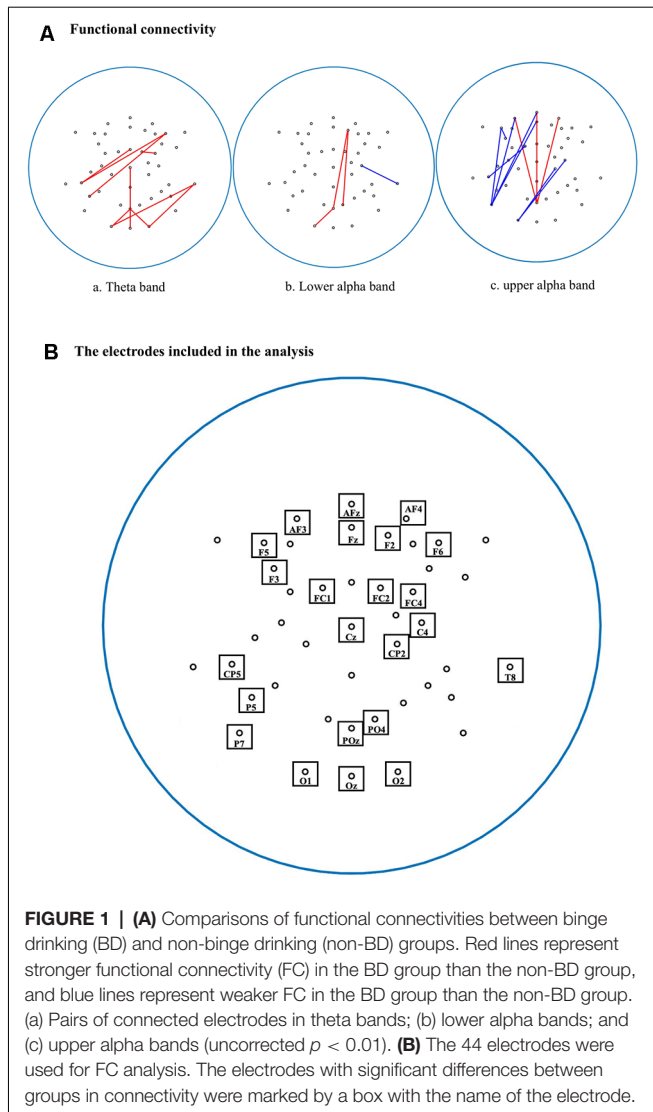 A Functional connectivity
a. Theta band
b. Lower alpha band
c. upper alpha band
B The electrodes included in the analysis
AFz
AF3
AF4
Fz
F2
F5
F6
F3
FC1
FC2
FC4
Cz
C4
CP2
CP5
T8
P5
PO4
P7
POz
O1
Oz
O2
FIGURE 1 | (A) Comparisons of functional connectivities between binge
drinking (BD) and non-binge drinking (non-BD) groups. Red lines represent
stronger functional connectivity (FC) in the BD group than the non-BD group,
and blue lines represent weaker FC in the BD group than the non-BD group.
(a) Pairs of connected electrodes in theta bands; (b) lower alpha bands; and
(c) upper alpha bands (uncorrected p < 0.01). (B) The 44 electrodes were
used for FC analysis. The electrodes with significant differences between
groups in connectivity were marked by a box with the name of the electrode.